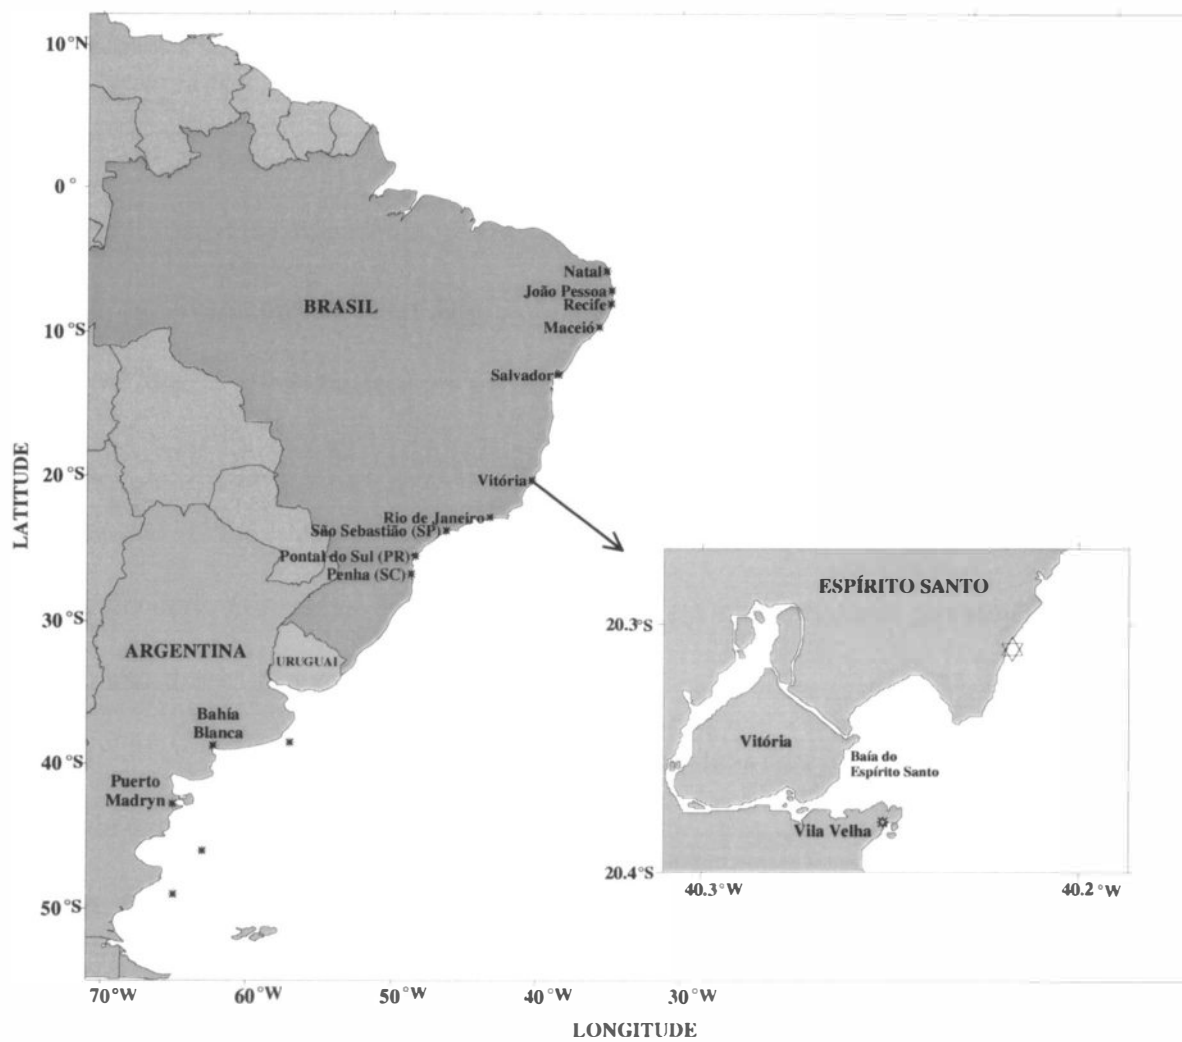 10°N
0°
10°S
20°S
30°S
40°S
50°S
LATITUDE
BRASIL
Natal
João Pessoa
Recife
Maceió
Salvador
Vitória
Rio de Janeiro
São Sebastião (SP)
Pontal do Sul (PR)
Penha (SC)
ARGENTINA
URUGUAI
Bahía
Blanca
Puerto
Madryn
70°W
60°W
50°W
40°W
30°W
LONGITUDE
ESPÍRITO SANTO
20.3°S
Vitória
Baía do
Espírito Santo
Vila Velha
20.4°S
40.3°W
40.2°W